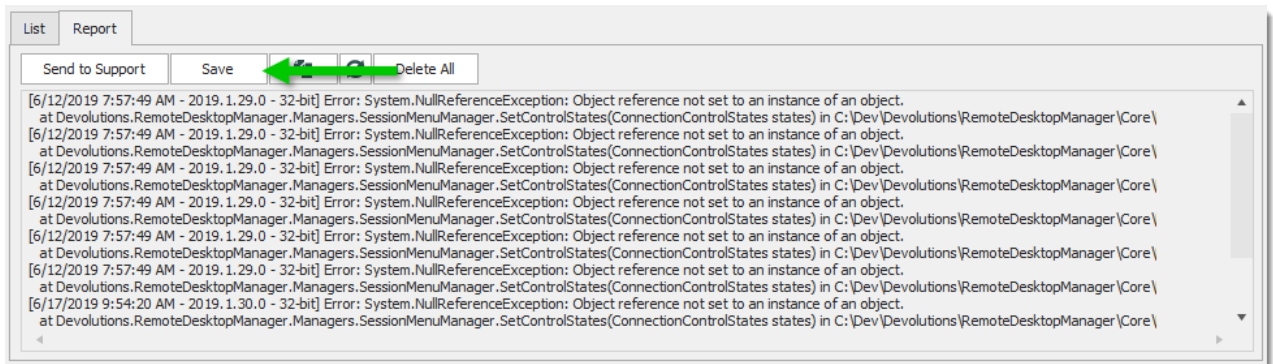 List Report
Send to Support Save Delete All
[6/12/2019 7:57:49 AM - 2019.1.29.0 - 32-bit] Error: System.NullReferenceException: Object reference not set to an instance of an object.
at Devolutions.RemoteDesktopManager.Managers.SessionMenuManager.SetControlStates(ConnectionControlStates states) in C:\Dev\Devolutions\RemoteDesktopManager\Core\
[6/12/2019 7:57:49 AM - 2019.1.29.0 - 32-bit] Error: System.NullReferenceException: Object reference not set to an instance of an object.
at Devolutions.RemoteDesktopManager.Managers.SessionMenuManager.SetControlStates(ConnectionControlStates states) in C:\Dev\Devolutions\RemoteDesktopManager\Core\
[6/12/2019 7:57:49 AM - 2019.1.29.0 - 32-bit] Error: System.NullReferenceException: Object reference not set to an instance of an object.
at Devolutions.RemoteDesktopManager.Managers.SessionMenuManager.SetControlStates(ConnectionControlStates states) in C:\Dev\Devolutions\RemoteDesktopManager\Core\
[6/12/2019 7:57:49 AM - 2019.1.29.0 - 32-bit] Error: System.NullReferenceException: Object reference not set to an instance of an object.
at Devolutions.RemoteDesktopManager.Managers.SessionMenuManager.SetControlStates(ConnectionControlStates states) in C:\Dev\Devolutions\RemoteDesktopManager\Core\
[6/12/2019 7:57:49 AM - 2019.1.29.0 - 32-bit] Error: System.NullReferenceException: Object reference not set to an instance of an object.
at Devolutions.RemoteDesktopManager.Managers.SessionMenuManager.SetControlStates(ConnectionControlStates states) in C:\Dev\Devolutions\RemoteDesktopManager\Core\
[6/12/2019 7:57:49 AM - 2019.1.29.0 - 32-bit] Error: System.NullReferenceException: Object reference not set to an instance of an object.
at Devolutions.RemoteDesktopManager.Managers.SessionMenuManager.SetControlStates(ConnectionControlStates states) in C:\Dev\Devolutions\RemoteDesktopManager\Core\
[6/17/2019 9:54:20 AM - 2019.1.30.0 - 32-bit] Error: System.NullReferenceException: Object reference not set to an instance of an object.
at Devolutions.RemoteDesktopManager.Managers.SessionMenuManager.SetControlStates(ConnectionControlStates states) in C:\Dev\Devolutions\RemoteDesktopManager\Core\